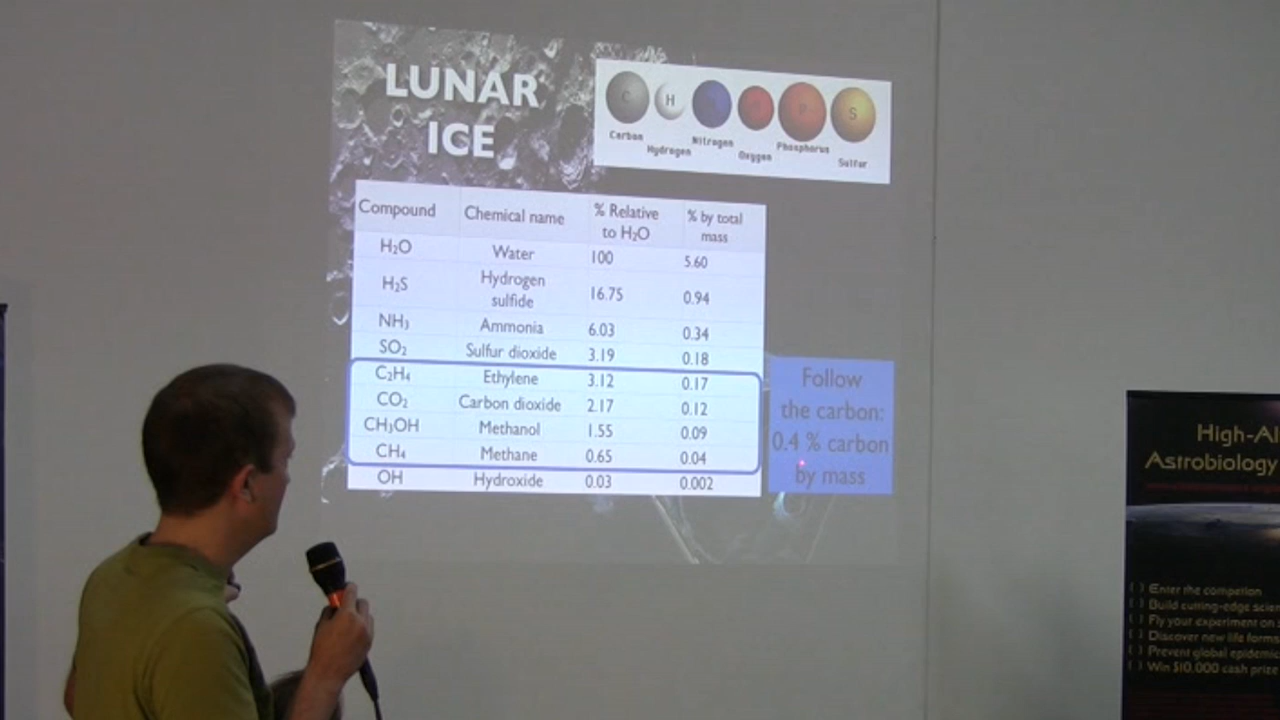 LUNAR
ICE
C H P S
Carbon Hydrogen Nitrogen Oxygen Phosphorus Sulfur
Compound Chemical name % Relative to H₂O % by total mass
H₂O Water 100 5.60
H₂S Hydrogen sulfide 16.75 0.94
NH₃ Ammonia 6.03 0.34
SO₂ Sulfur dioxide 3.19 0.18
C₂H₄ Ethylene 3.12 0.17
CO₂ Carbon dioxide 2.17 0.12
CH₃OH Methanol 1.55 0.09
CH₄ Methane 0.65 0.04
OH Hydroxide 0.03 0.002
Follow
the carbon:
0.4 % carbon
by mass
High-Al
Astrobiology
( ) Enter the competion
( ) Build cutting-edge scien
( ) Fly your experiment on
( ) Discover new life forms
( ) Prevent global epidemic
( ) Win $10,000 cash prize